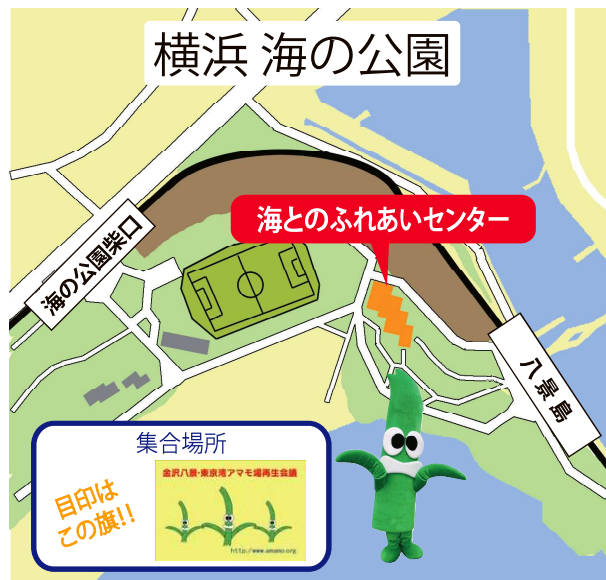 横浜 海の公園
海とのふれあいセンター
海の公園柴口
八景島
集合場所
目印は
この旗!!
金沢八景・東京湾アマモ場再生会議
http://www.amamo.org